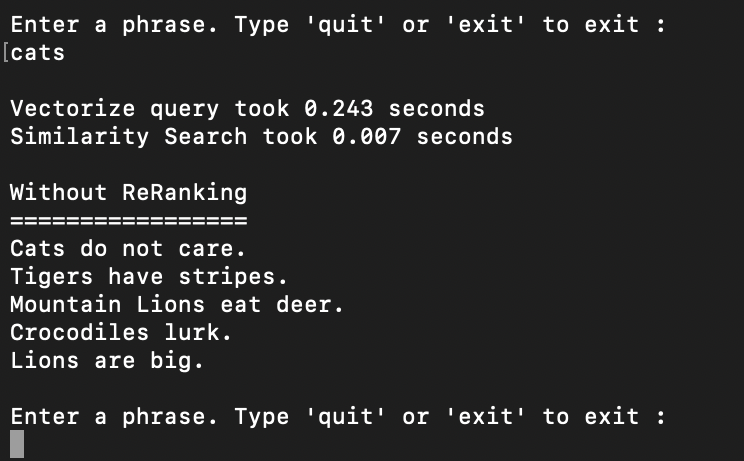 Enter a phrase. Type 'quit' or 'exit' to exit :
[cats
Vectorize query took 0.243 seconds
Similarity Search took 0.007 seconds
Without ReRanking
=================
Cats do not care.
Tigers have stripes.
Mountain Lions eat deer.
Crocodiles lurk.
Lions are big.
Enter a phrase. Type 'quit' or 'exit' to exit :